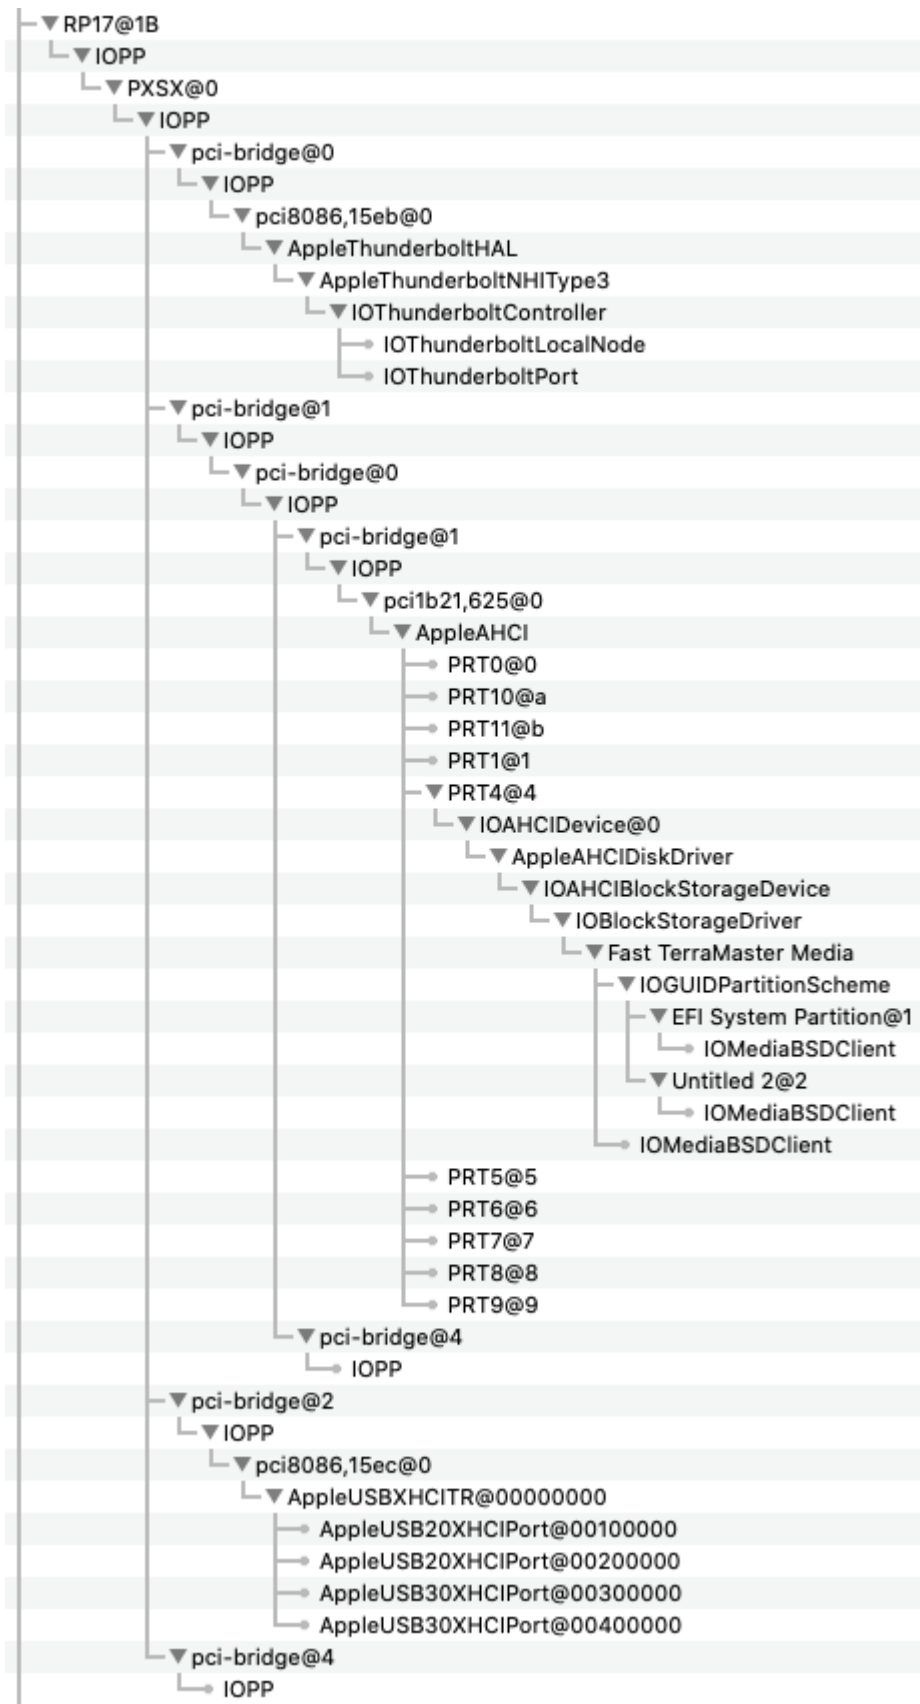 RP17@1B
IOPP
PXSX@0
IOPP
pci-bridge@0
IOPP
pci8086,15eb@0
AppleThunderboltHAL
AppleThunderboltNHIType3
IOThunderboltController
IOThunderboltLocalNode
IOThunderboltPort
pci-bridge@1
IOPP
pci-bridge@0
IOPP
pci-bridge@1
IOPP
pci1b21,625@0
AppleAHCI
PRT0@0
PRT10@a
PRT11@b
PRT1@1
PRT4@4
IOAHCIDevice@0
AppleAHCIDiskDriver
IOAHCIBlockStorageDevice
IOBlockStorageDriver
Fast TerraMaster Media
IOGUIDPartitionScheme
EFI System Partition@1
IOMediaBSDClient
Untitled 2@2
IOMediaBSDClient
IOMediaBSDClient
PRT5@5
PRT6@6
PRT7@7
PRT8@8
PRT9@9
pci-bridge@4
IOPP
pci-bridge@2
IOPP
pci8086,15ec@0
AppleUSBXHCITR@00000000
AppleUSB20XHCIPort@00100000
AppleUSB20XHCIPort@00200000
AppleUSB30XHCIPort@00300000
AppleUSB30XHCIPort@00400000
pci-bridge@4
IOPP